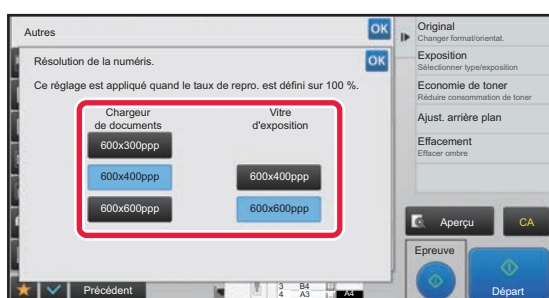 Autres
OK
Résolution de la numéris.
OK
Ce réglage est appliqué quand le taux de repro. est défini sur 100 %.
Chargeur
de documents
Vitre
d'exposition
600x300ppp
600x400ppp
600x400ppp
600x600ppp
600x600ppp
Précédent
3 B4
4 A3
A4
Original
Changer format/orientat.
Exposition
Sélectionner type/exposition
Economie de toner
Réduire consommation de toner
Ajust. arrière plan
Effacement
Effacer ombre
Aperçu
CA
Epreuve
Départ